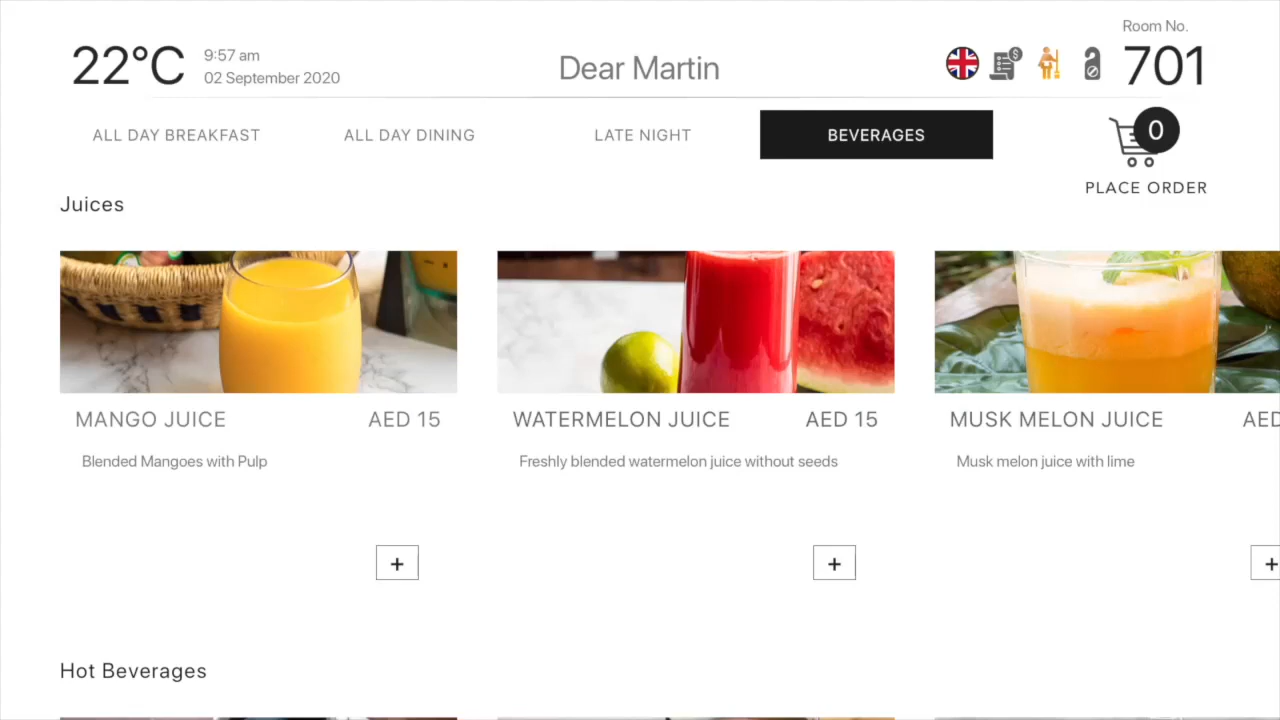 Room No.
22°C
9:57 am
02 September 2020
Dear Martin
$
701
ALL DAY BREAKFAST
ALL DAY DINING
LATE NIGHT
BEVERAGES
0
PLACE ORDER
Juices
MANGO JUICE AED 15
Blended Mangoes with Pulp
+
WATERMELON JUICE AED 15
Freshly blended watermelon juice without seeds
+
MUSK MELON JUICE AED
Musk melon juice with lime
+
Hot Beverages